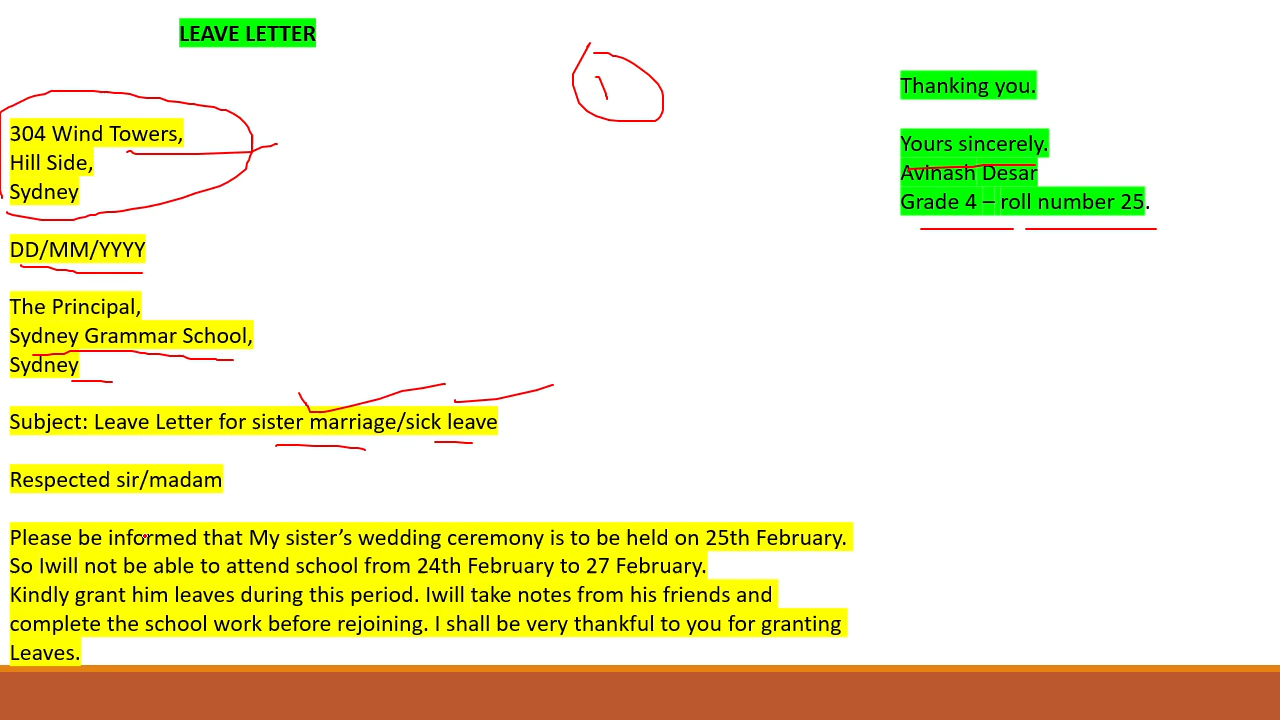 LEAVE LETTER
304 Wind Towers,
Hill Side,
Sydney
DD/MM/YYYY
The Principal,
Sydney Grammar School,
Sydney
Subject: Leave Letter for sister marriage/sick leave
Respected sir/madam
Please be informed that My sister’s wedding ceremony is to be held on 25th February.
So Iwill not be able to attend school from 24th February to 27 February.
Kindly grant him leaves during this period. Iwill take notes from his friends and
complete the school work before rejoining. I shall be very thankful to you for granting
Leaves.
Thanking you.
Yours sincerely.
Avinash Desar
Grade 4 – roll number 25.